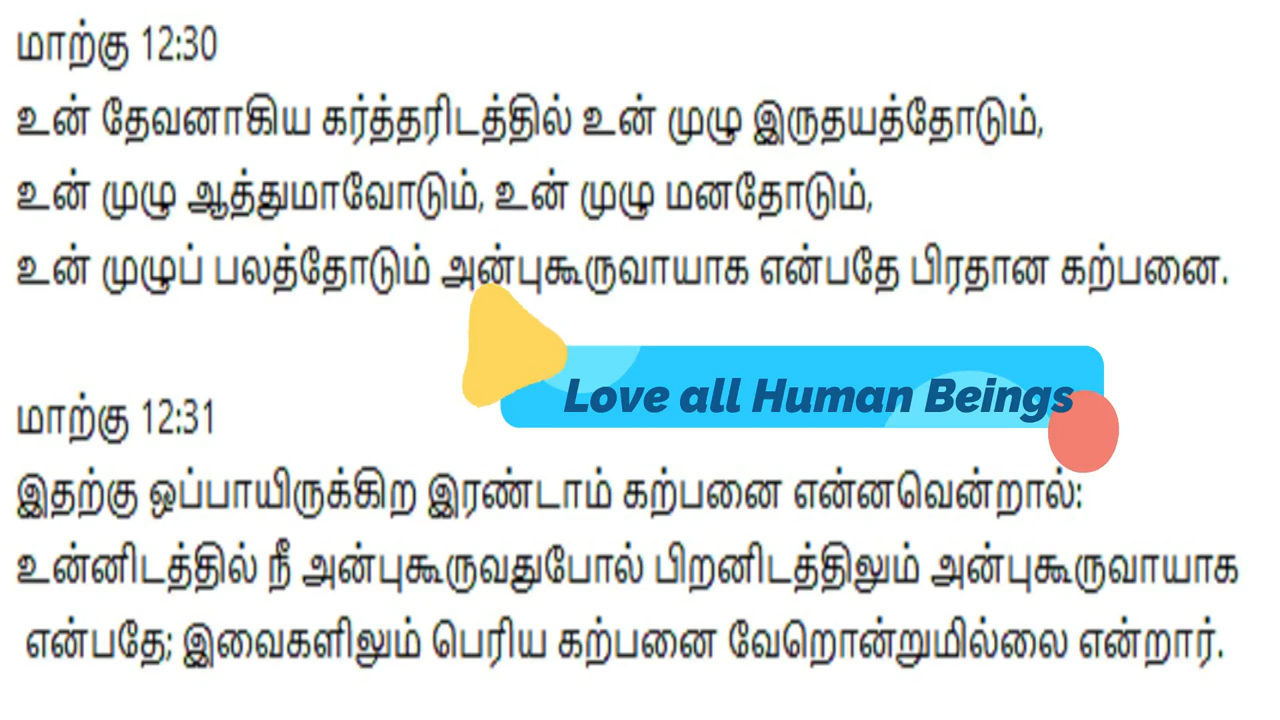 மாற்கு 12:30
உன் தேவனாகிய கர்த்தரிடத்தில் உன் முழு இருதயத்தோடும்,
உன் முழு ஆத்துமாவோடும், உன் முழு மனதோடும்,
உன் முழுப் பலத்தோடும் அன்புகூருவாயாக என்பதே பிரதான கற்பனை.
Love all Human Beings
மாற்கு 12:31
இதற்கு ஒப்பாயிருக்கிற இரண்டாம் கற்பனை என்னவென்றால்:
உன்னிடத்தில் நீ அன்புகூருவதுபோல் பிறனிடத்திலும் அன்புகூருவாயாக
என்பதே; இவைகளிலும் பெரிய கற்பனை வேறொன்றுமில்லை என்றார்.